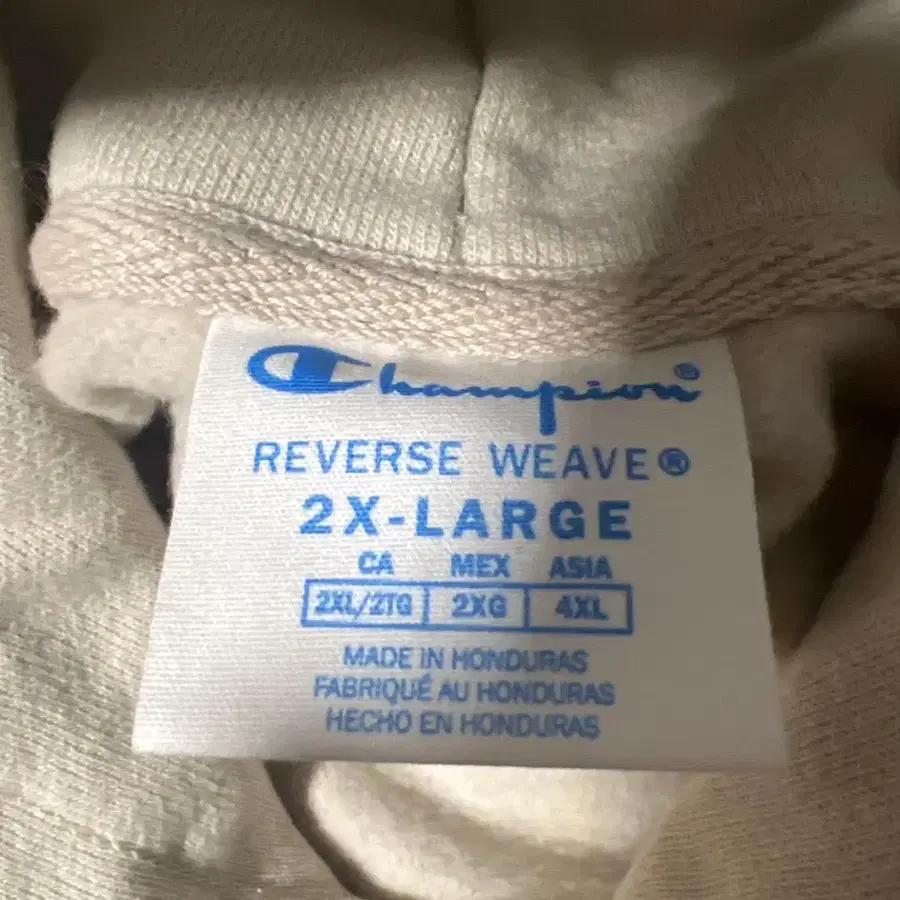 Champion®
REVERSE WEAVE®
2X-LARGE
CA MEX ASIA
2XL/2TG 2XG 4XL
MADE IN HONDURAS
FABRIQUÉ AU HONDURAS
HECHO EN HONDURAS